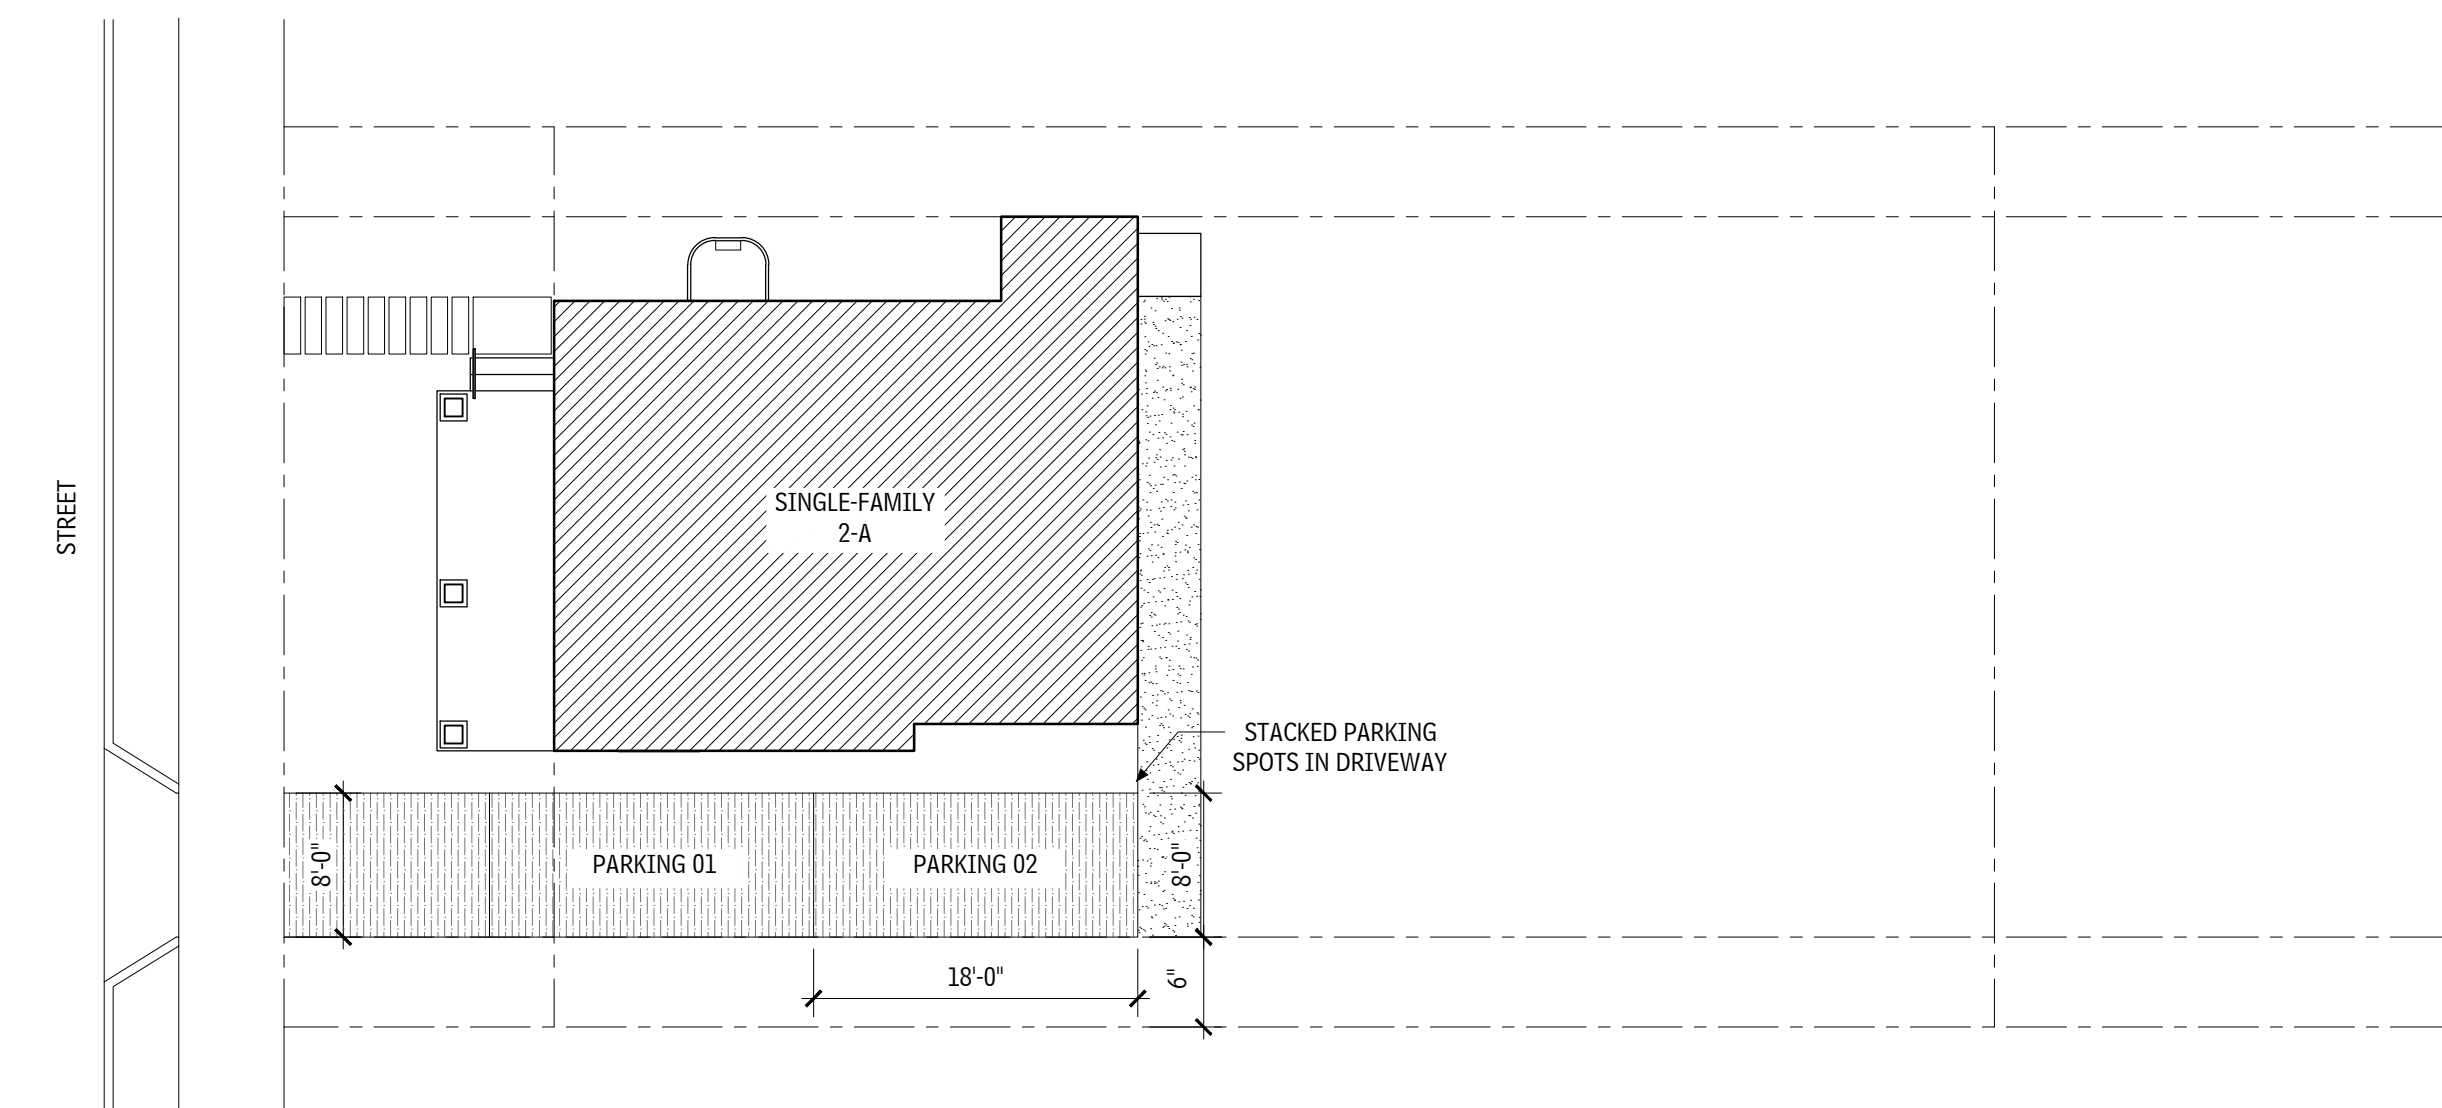 STREET
SINGLE-FAMILY
2-A
STACKED PARKING
SPOTS IN DRIVEWAY
8'-0"
PARKING 01
PARKING 02
8'-0"
18'-0"
6"